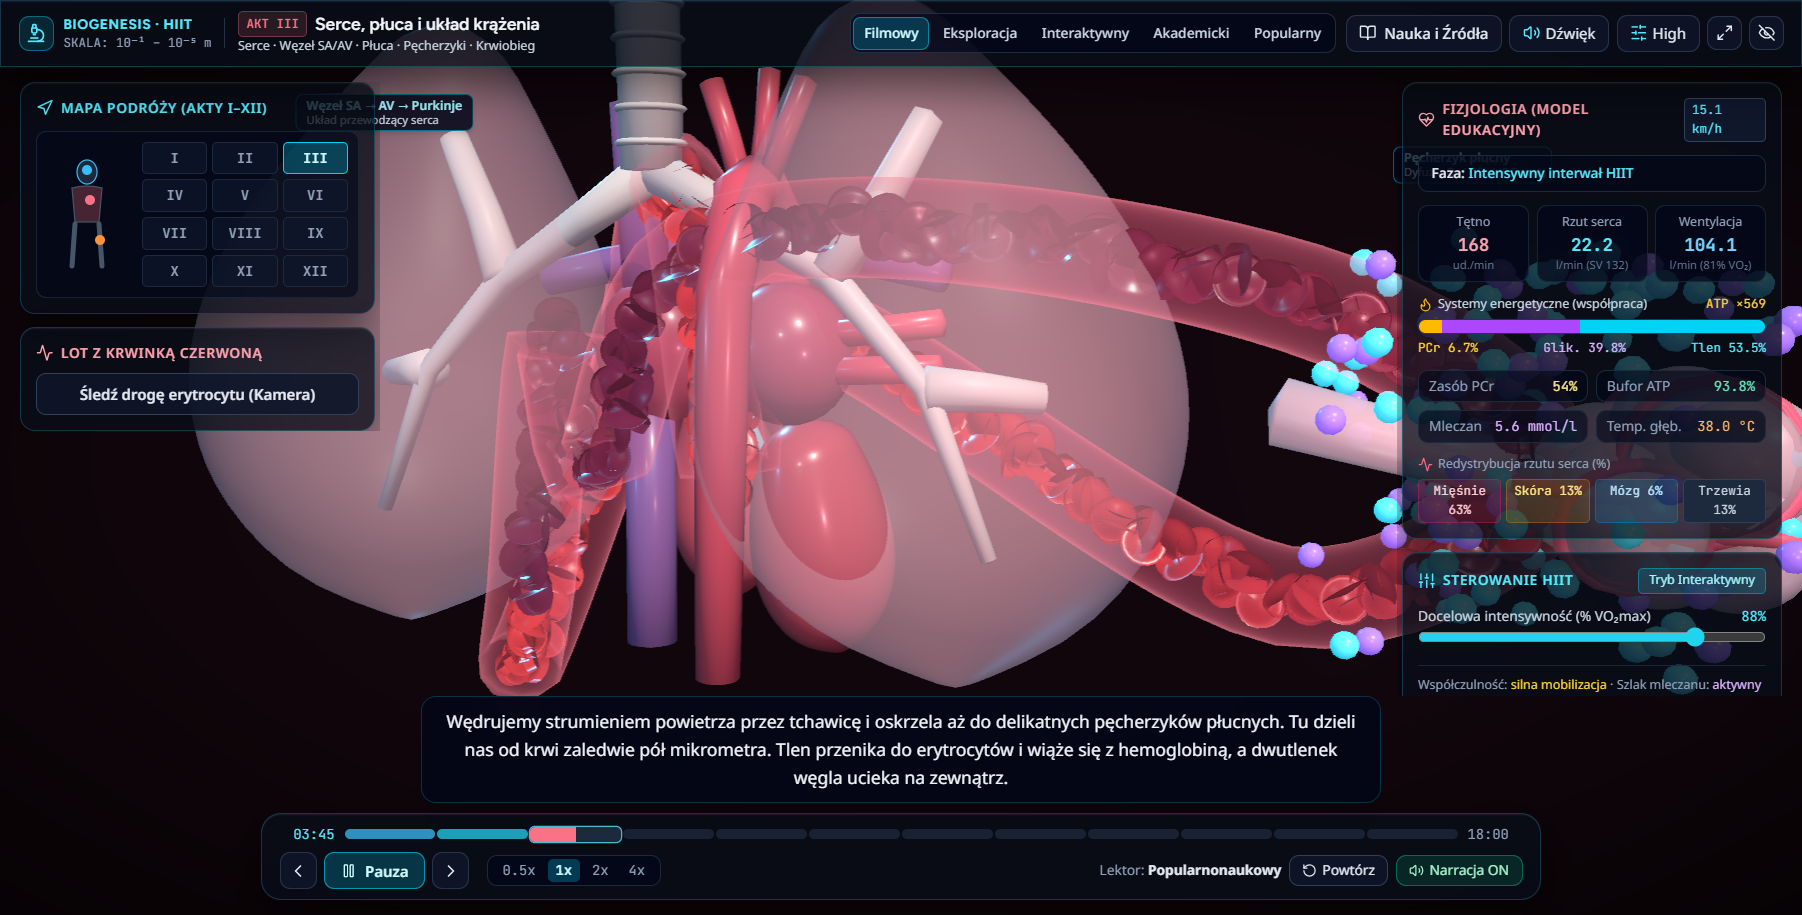 BIOGENESIS · HIIT
SKALA: 10⁻¹ – 10⁻⁵ m
AKT III
Serce, płuca i układ krążenia
Serce · Węzeł SA/AV · Płuca · Pęcherzyki · Krwiobieg
Filmowy
Eksploracja
Interaktywny
Akademicki
Popularny
Nauka i Źródła
Dźwięk
High
MAPA PODRÓŻY (AKTY I–XII)
I
II
III
IV
V
VI
VII
VIII
IX
X
XI
XII
Węzeł SA → AV → Purkinje
Układ przewodzący serca
LOT Z KRWINKĄ CZERWONĄ
Śledź drogę erytrocytu (Kamera)
FIZJOLOGIA (MODEL
EDUKACYJNY)
15.1
km/h
Pęcherzyk płucny
Faza: Intensywny interwał HIIT
Tętno
168
ud./min
Rzut serca
22.2
l/min (SV 132)
Wentylacja
104.1
l/min (81% VO₂)
Systemy energetyczne (współpraca)
ATP ×569
PCr 6.7%
Glik. 39.8%
Tlen 53.5%
Zasób PCr
54%
Bufor ATP
93.8%
Mleczan
5.6 mmol/l
Temp. głęb.
38.0 °C
Redystrybucja rzutu serca (%)
Mięśnie
63%
Skóra 13%
Mózg 6%
Trzewia
13%
STEROWANIE HIIT
Tryb Interaktywny
Docelowa intensywność (% VO₂max)
88%
Współczulność: silna mobilizacja · Szlak mleczanu: aktywny
Wędrujemy strumieniem powietrza przez tchawicę i oskrzela aż do delikatnych pęcherzyków płucnych. Tu dzieli
nas od krwi zaledwie pół mikrometra. Tlen przenika do erytrocytów i wiąże się z hemoglobiną, a dwutlenek
węgla ucieka na zewnątrz.
03:45
18:00
Pauza
0.5x
1x
2x
4x
Lektor: Popularnonaukowy
Powtórz
Narracja ON